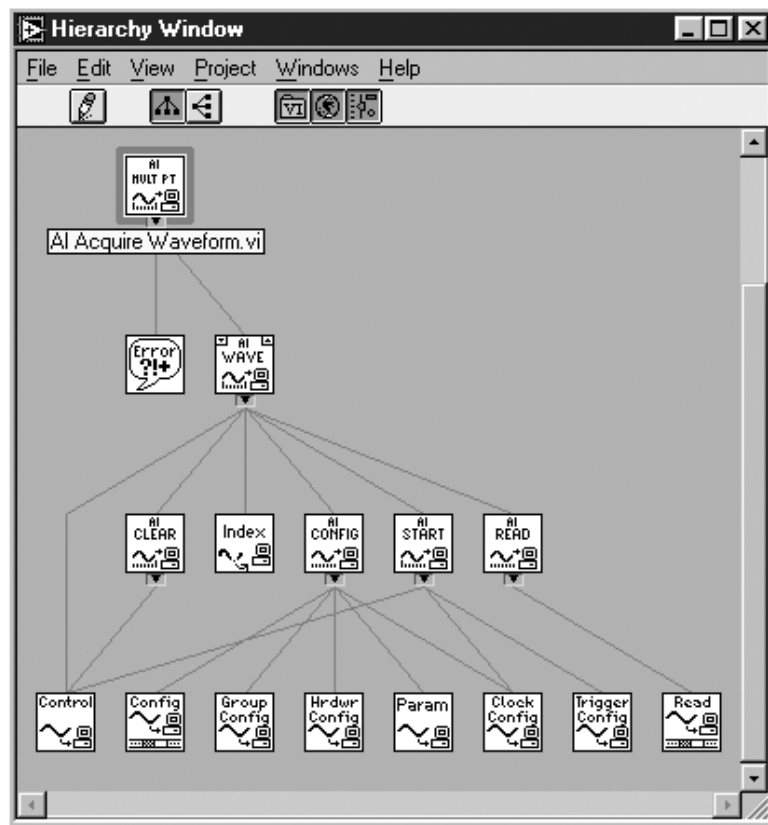 Hierarchy Window
File Edit View Project Windows Help
VI
AI
MULT PT
AI Acquire Waveform.vi
Error
?!+
AI
WAVE
AI
CLEAR
Index
AI
CONFIG
AI
START
AI
READ
Control
Config
Group
Config
Hrdwr
Config
Param
Clock
Config
Trigger
Config
Read